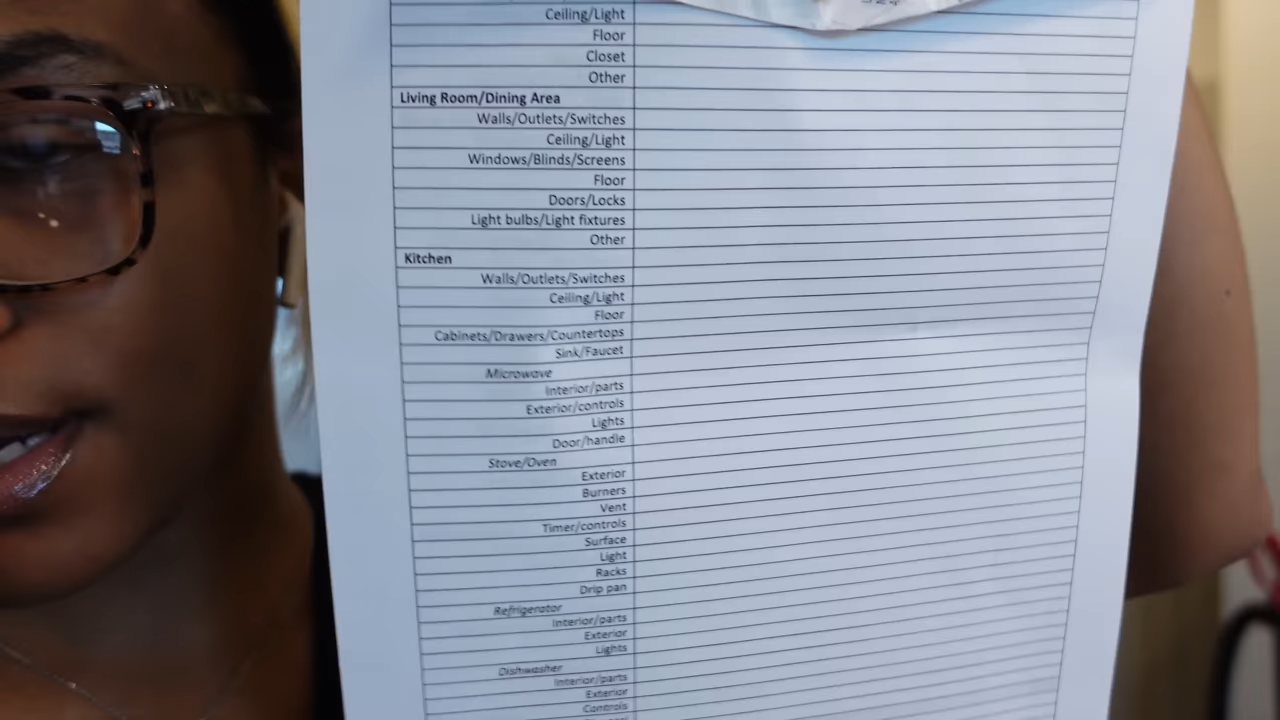 Ceiling/Light
Floor
Closet
Other
Living Room/Dining Area
Walls/Outlets/Switches
Ceiling/Light
Windows/Blinds/Screens
Floor
Doors/Locks
Light bulbs/Light fixtures
Other
Kitchen
Walls/Outlets/Switches
Ceiling/Light
Floor
Cabinets/Drawers/Countertops
Sink/Faucet
Microwave
Interior/parts
Exterior/controls
Lights
Door/handle
Stove/Oven
Exterior
Burners
Vent
Timer/controls
Surface
Light
Racks
Drip pan
Refrigerator
Interior/parts
Exterior
Lights
Dishwasher
Interior/parts
Exterior
Controls